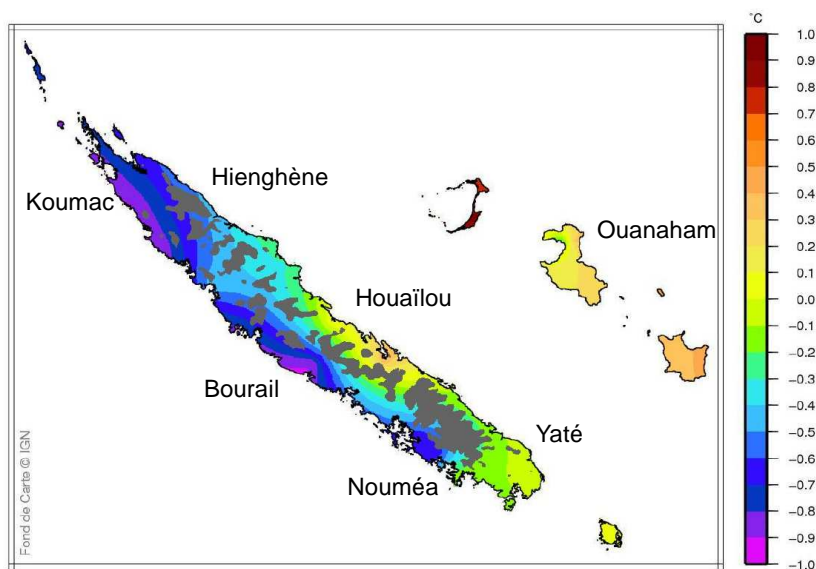 °C
Hienghène
Koumac
Ouanaham
Houaïlou
Bourail
Yaté
Nouméa
Fond de Carte © IGN
1.0
0.9
0.8
0.7
0.6
0.5
0.4
0.3
0.2
0.1
0.0
−0.1
−0.2
−0.3
−0.4
−0.5
−0.6
−0.7
−0.8
−0.9
−1.0